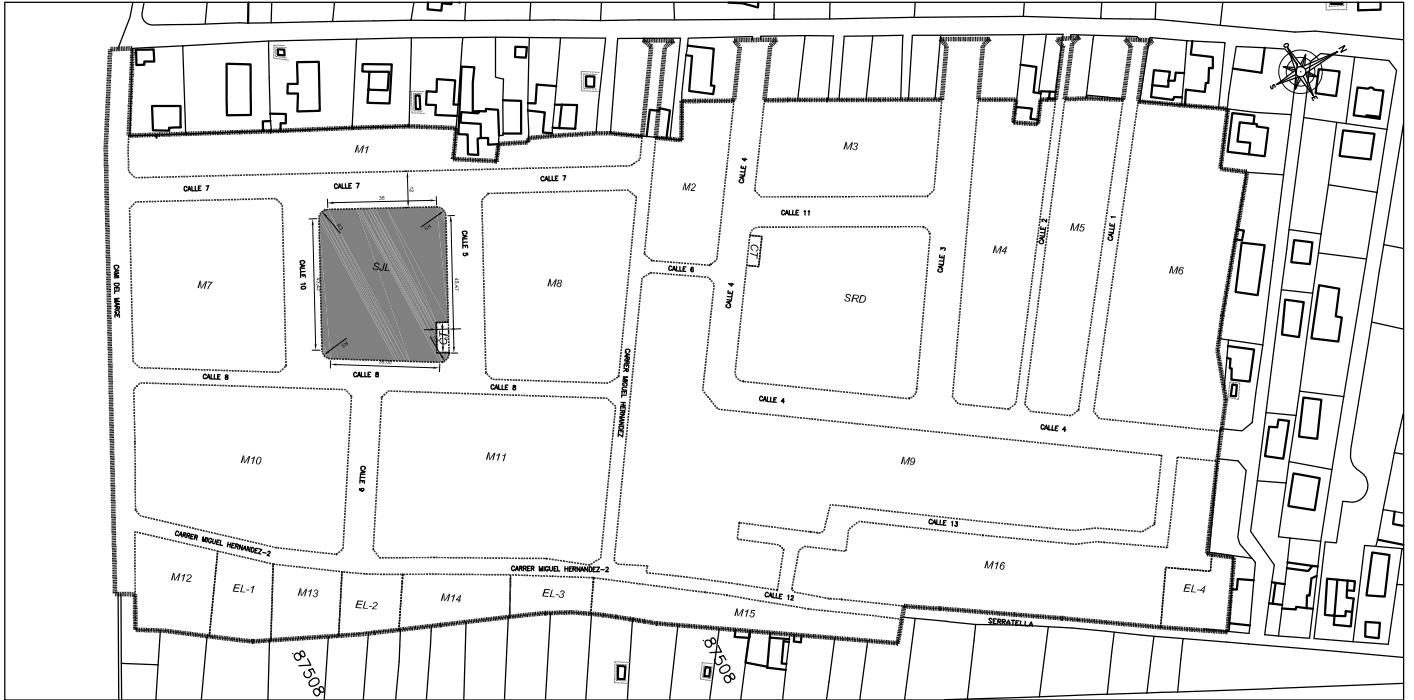 N
S
M1
M3
CALLE 7
CALLE 7
CALLE 7
38
M2
CALLE 4
CALLE 11
CALLE 2
M5
CALLE 1
M4
M6
CALLE 3
CALLE 5
CALLE 10
CT
SJL
M7
M8
CAMI DEL MARGE
CALLE 6
CALLE 4
SRD
CT
CALLE 8
CALLE 8
CALLE 8
CARRER MIGUEL HERNANDEZ
CALLE 4
CALLE 4
M10
M11
M9
CALLE 9
CALLE 13
CARRER MIGUEL HERNANDEZ-2
CARRER MIGUEL HERNANDEZ-2
M16
M12
EL-1
M13
EL-2
M14
EL-3
CALLE 12
M15
EL-4
SERRATELLA
87508
87508